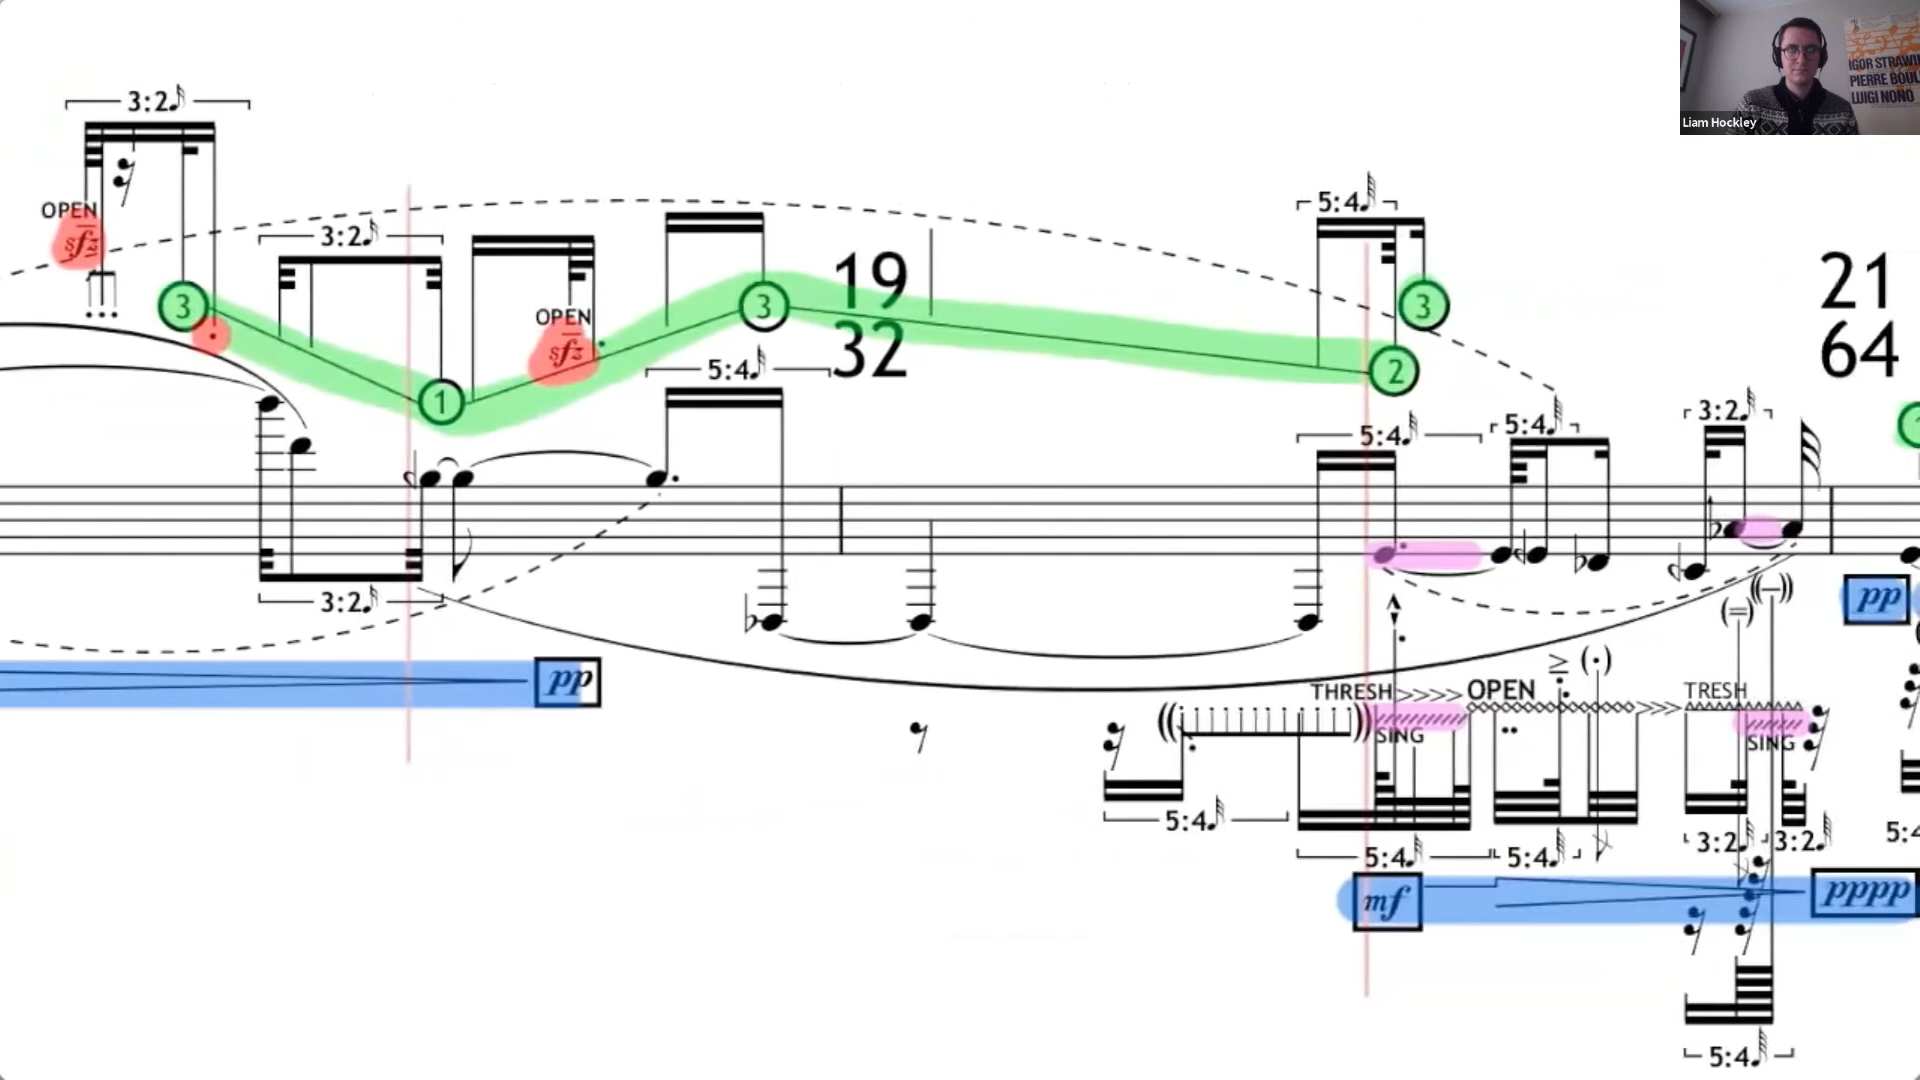 IGOR STRAWI
PIERRE BOUL
LUIGI NONO
Liam Hockley
3:2
OPEN
sfz
3
3:2
1
OPEN
sfz
3
5:4
19
32
5:4
3
2
21
64
5:4
5:4
3:2
3:2
pp
pp
THRESH >>>> OPEN
TRESH
SING
SING
5:4
5:4
5:4
3:2
3:2
5:4
mf
pppp
5:4